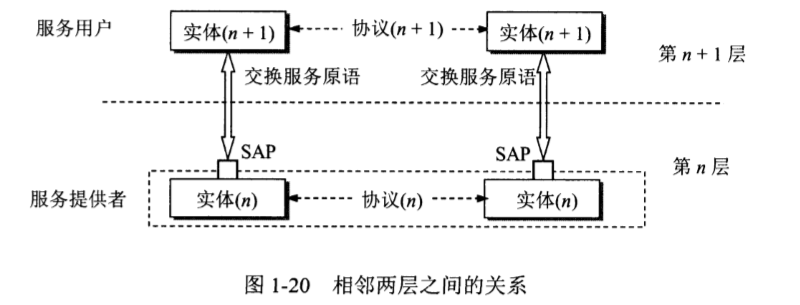 服务用户 实体(n + 1) 协议(n + 1) 实体(n + 1)
第 n + 1 层
交换服务原语 交换服务原语
SAP SAP
第 n 层
服务提供者 实体(n) 协议(n) 实体(n)
图 1-20 相邻两层之间的关系